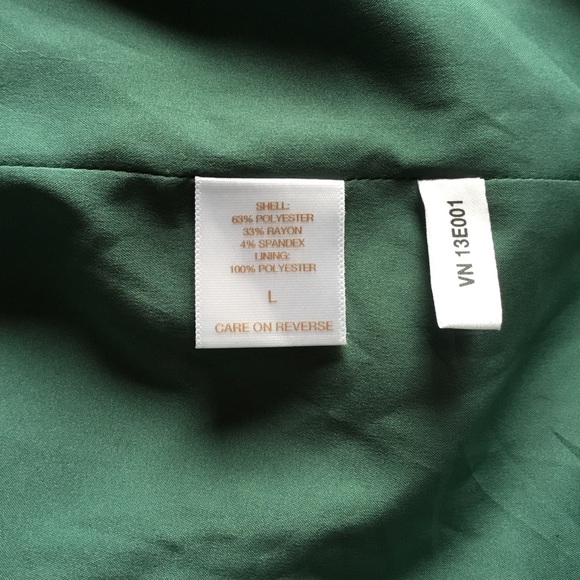 SHELL:
63% POLYESTER
33% RAYON
4% SPANDEX
LINING:
100% POLYESTER
L
CARE ON REVERSE
VN 13E001